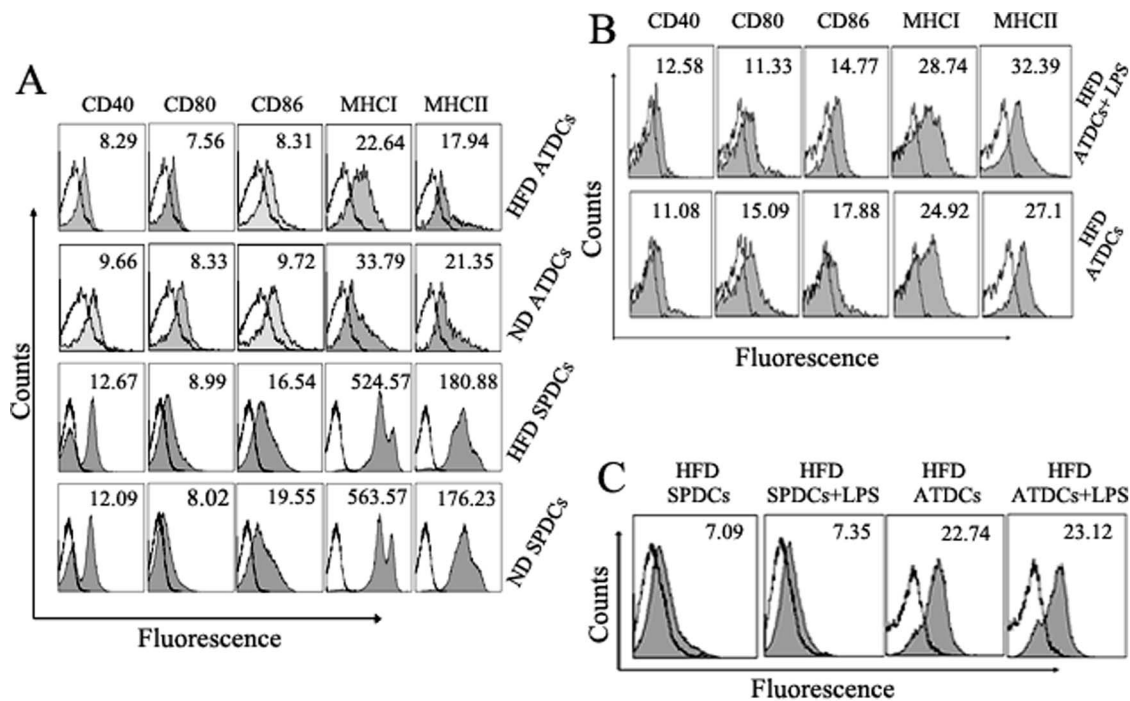 A
CD40 CD80 CD86 MHCI MHCII
8.29 7.56 8.31 22.64 17.94
HFD ATDCs
9.66 8.33 9.72 33.79 21.35
ND ATDCs
12.67 8.99 16.54 524.57 180.88
HFD SPDCs
12.09 8.02 19.55 563.57 176.23
ND SPDCs
Counts
Fluorescence
B
CD40 CD80 CD86 MHCI MHCII
12.58 11.33 14.77 28.74 32.39
HFD
ATDCs+ LPS
11.08 15.09 17.88 24.92 27.1
HFD
ATDCs
Counts
Fluorescence
C
HFD HFD HFD HFD
SPDCs SPDCs+LPS ATDCs ATDCs+LPS
7.09 7.35 22.74 23.12
Counts
Fluorescence